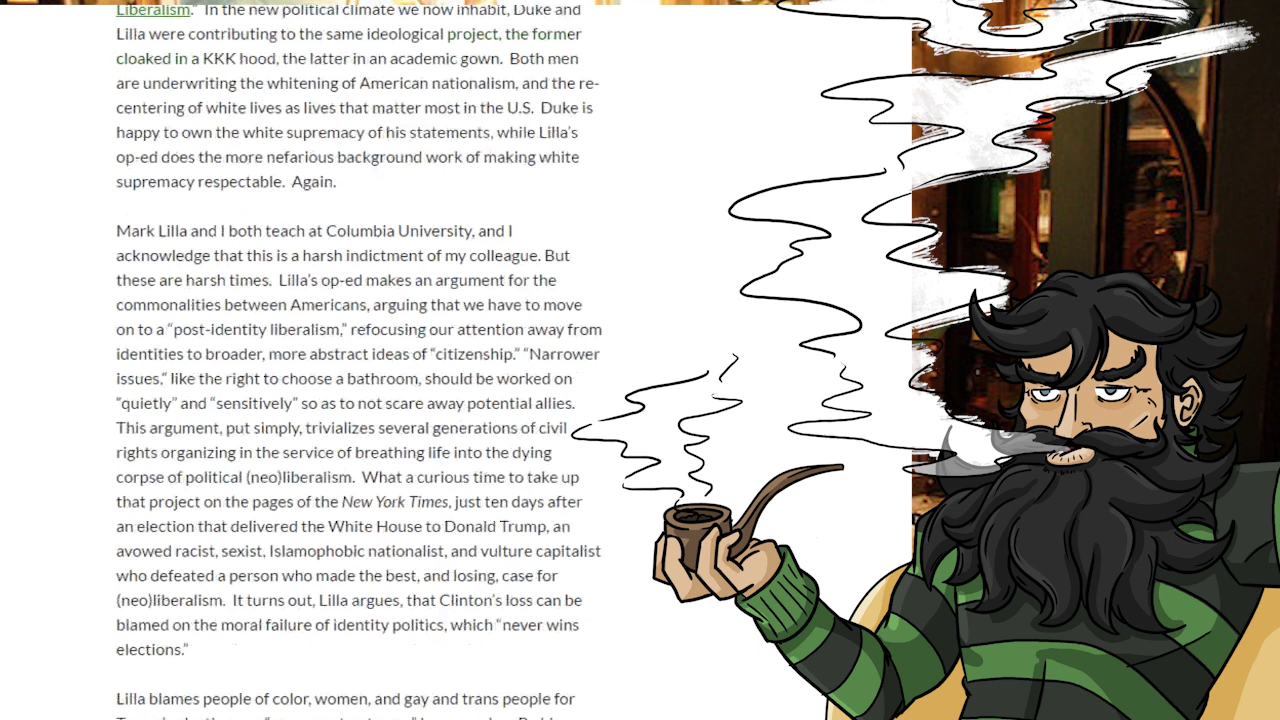 Liberalism." In the new political climate we now inhabit, Duke and
Lilla were contributing to the same ideological project, the former
cloaked in a KKK hood, the latter in an academic gown. Both men
are underwriting the whitening of American nationalism, and the re-
centering of white lives as lives that matter most in the U.S. Duke is
happy to own the white supremacy of his statements, while Lilla's
op-ed does the more nefarious background work of making white
supremacy respectable. Again.
Mark Lilla and I both teach at Columbia University, and I
acknowledge that this is a harsh indictment of my colleague. But
these are harsh times. Lilla's op-ed makes an argument for the
commonalities between Americans, arguing that we have to move
on to a "post-identity liberalism," refocusing our attention away from
identities to broader, more abstract ideas of "citizenship." "Narrower
issues," like the right to choose a bathroom, should be worked on
"quietly" and "sensitively" so as to not scare away potential allies.
This argument, put simply, trivializes several generations of civil
rights organizing in the service of breathing life into the dying
corpse of political (neo)liberalism. What a curious time to take up
that project on the pages of the New York Times, just ten days after
an election that delivered the White House to Donald Trump, an
avowed racist, sexist, Islamophobic nationalist, and vulture capitalist
who defeated a person who made the best, and losing, case for
(neo)liberalism. It turns out, Lilla argues, that Clinton's loss can be
blamed on the moral failure of identity politics, which "never wins
elections."
Lilla blames people of color, women, and gay and trans people for